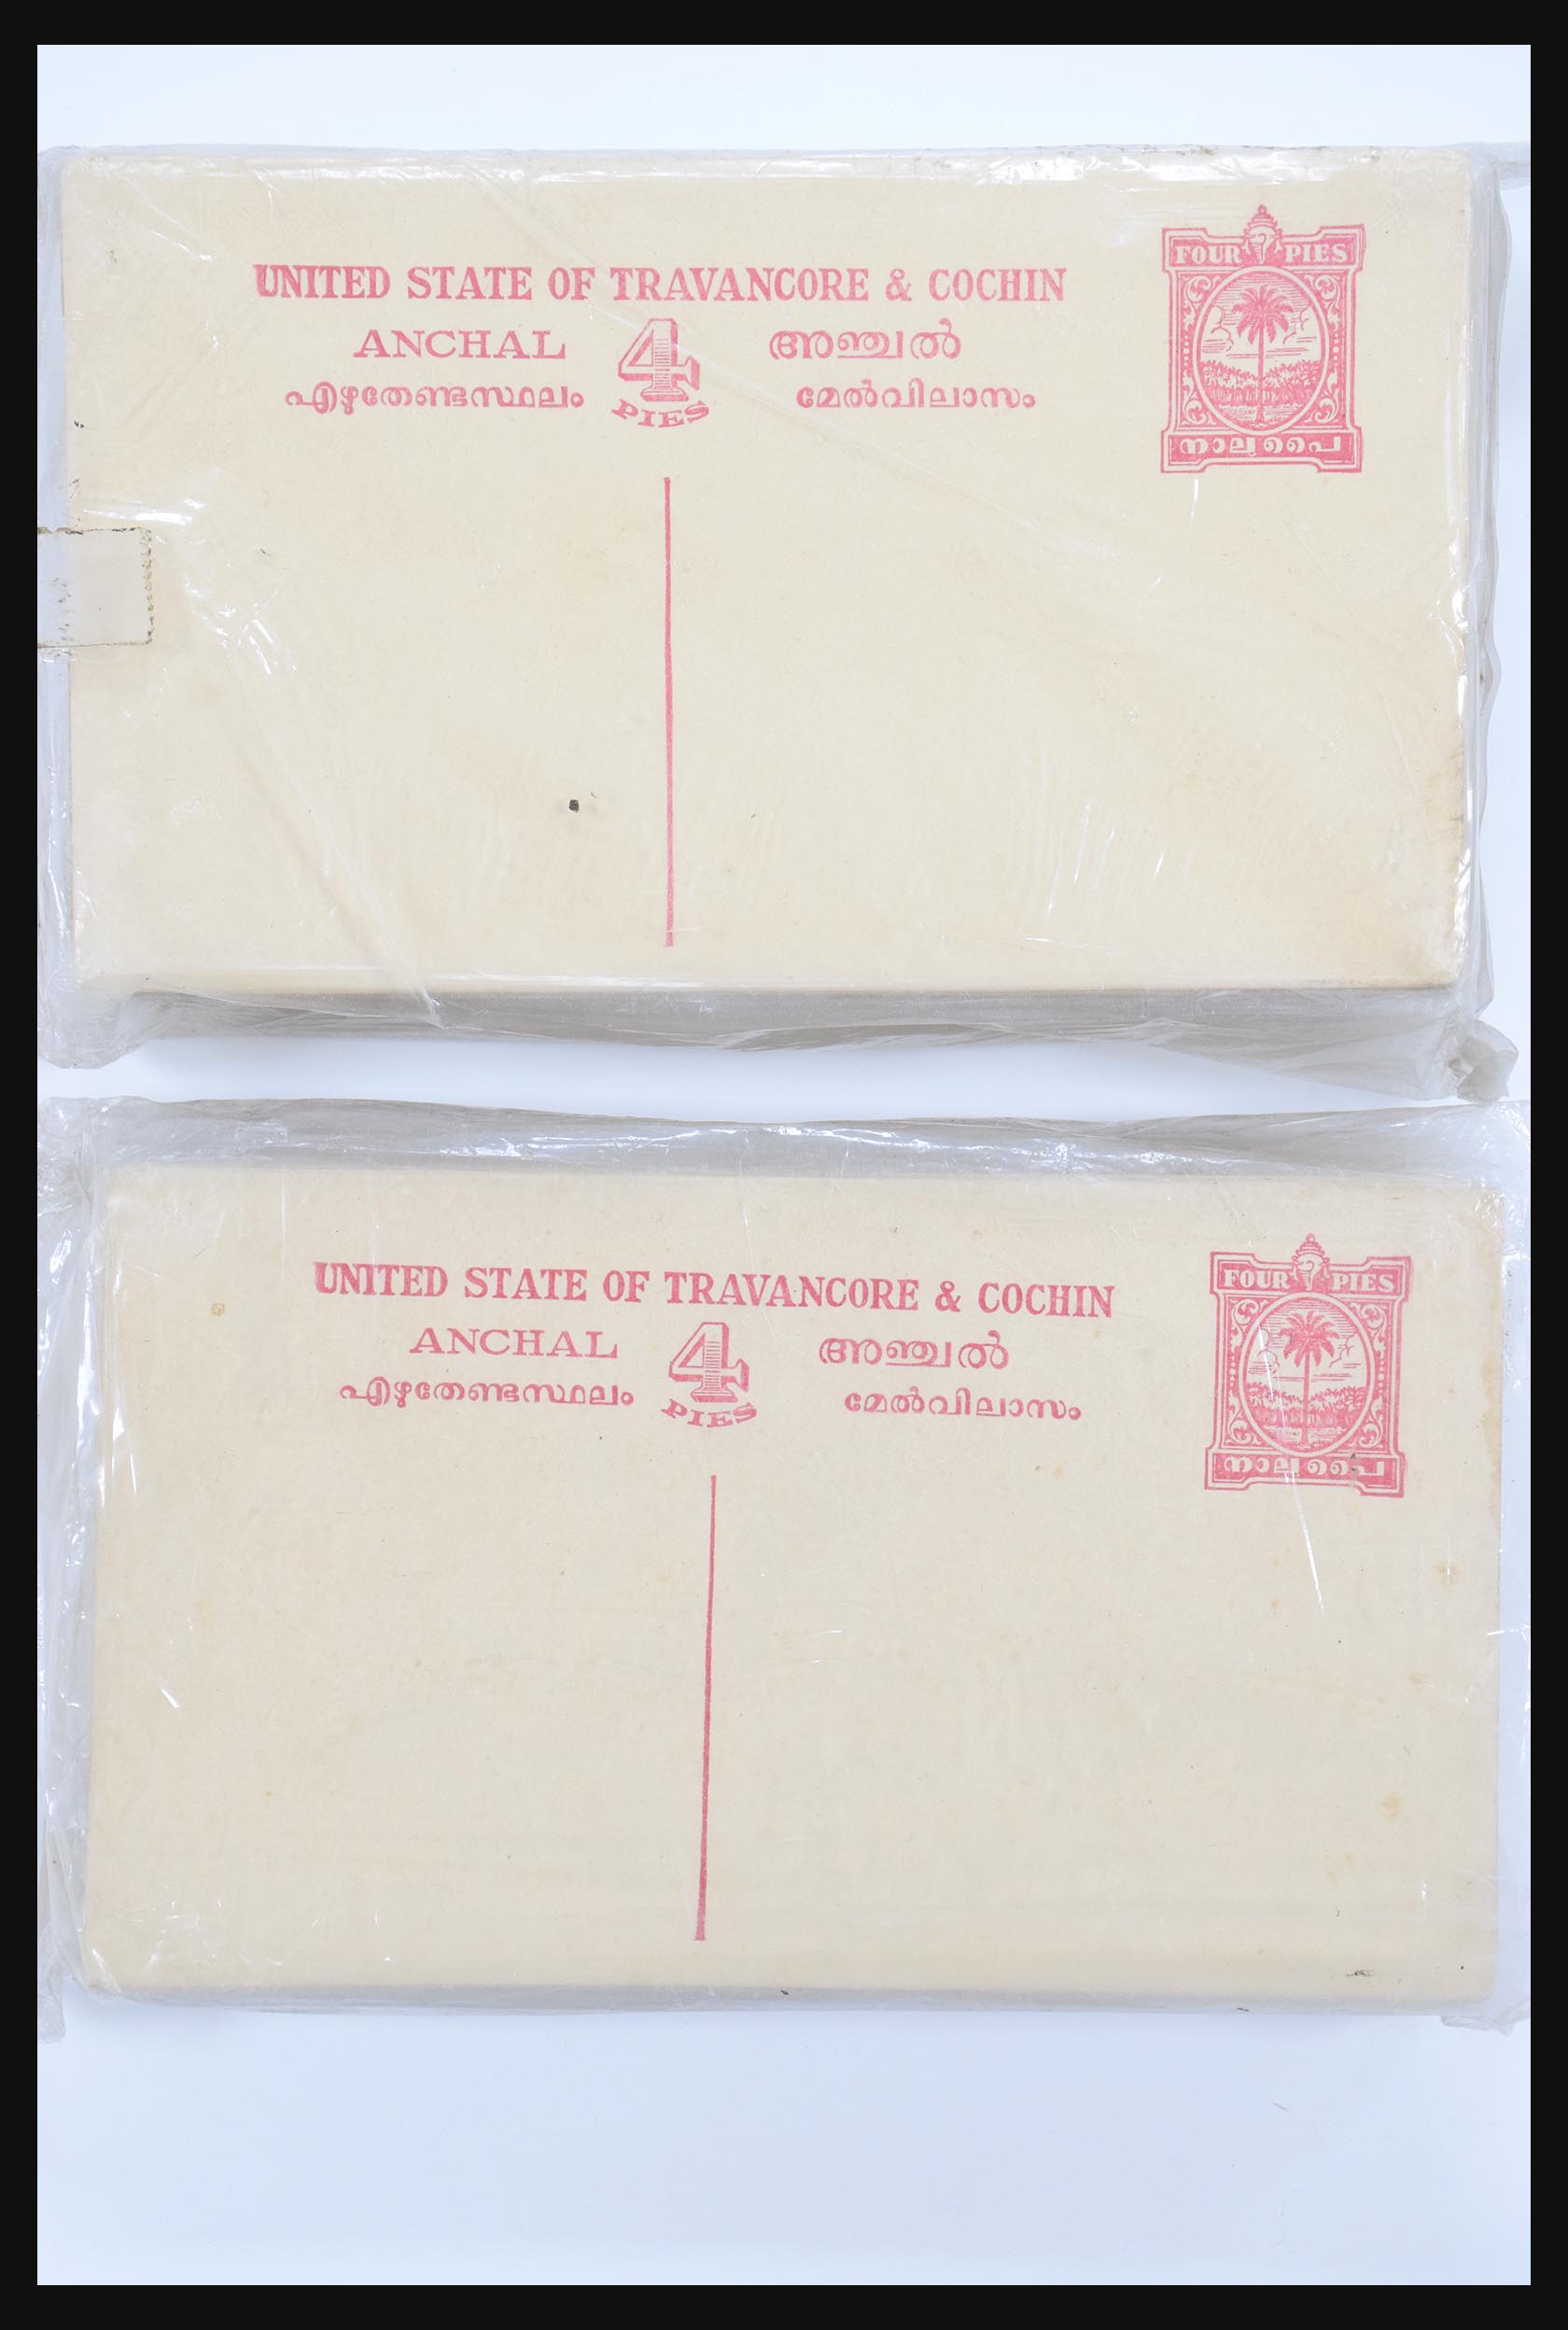 UNITED STATE OF TRAVANCORE & COCHIN
ANCHAL 4 അഞ്ചൽ
എഴുതേണ്ടസ്ഥലം PIES മേൽവിലാസം
FOUR PIES
നാലുപൈ
UNITED STATE OF TRAVANCORE & COCHIN
ANCHAL 4 അഞ്ചൽ
എഴുതേണ്ടസ്ഥലം PIES മേൽവിലാസം
FOUR PIES
നാലുപൈ